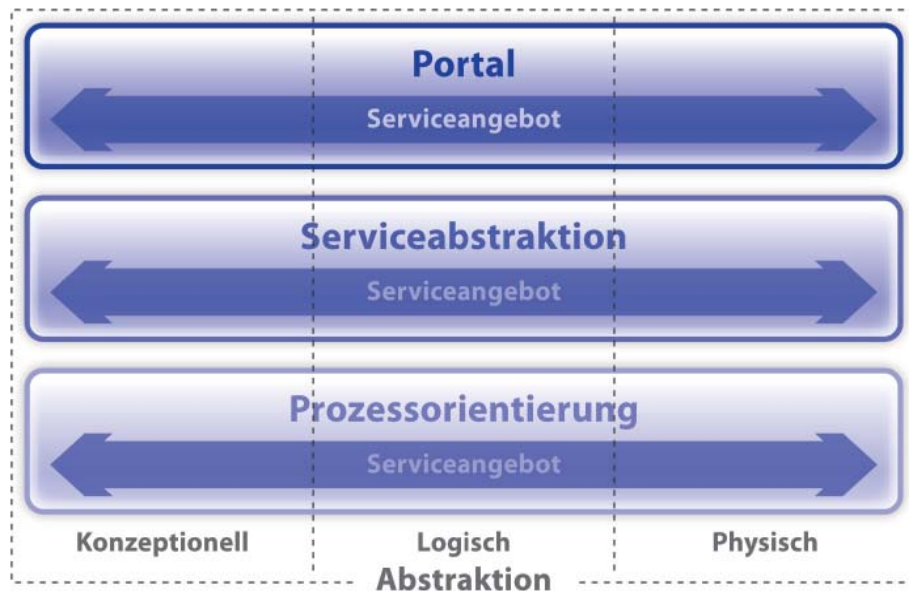 Portal
Serviceangebot
Serviceabstraktion
Serviceangebot
Prozessorientierung
Serviceangebot
Konzeptionell Logisch Physisch
Abstraktion